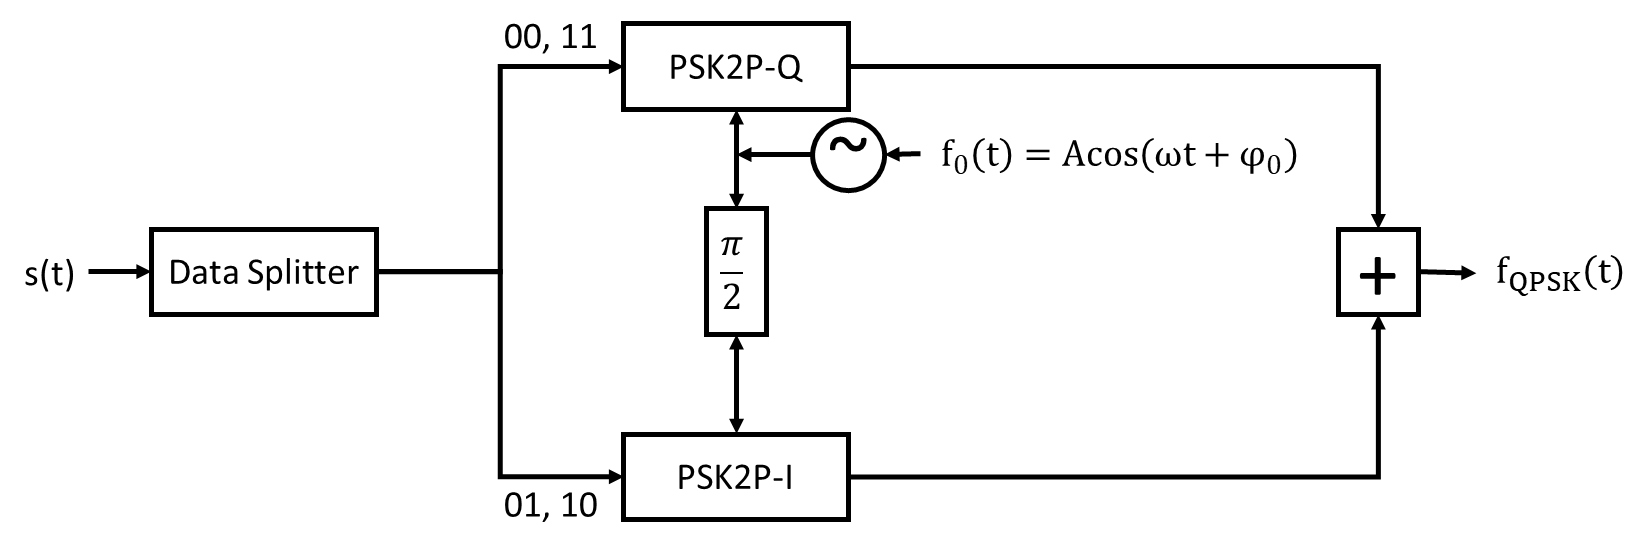 00, 11
PSK2P-Q
~
f₀(t) = Acos(ωt + φ₀)
s(t)
Data Splitter
π
2
+
f_QPSK(t)
PSK2P-I
01, 10